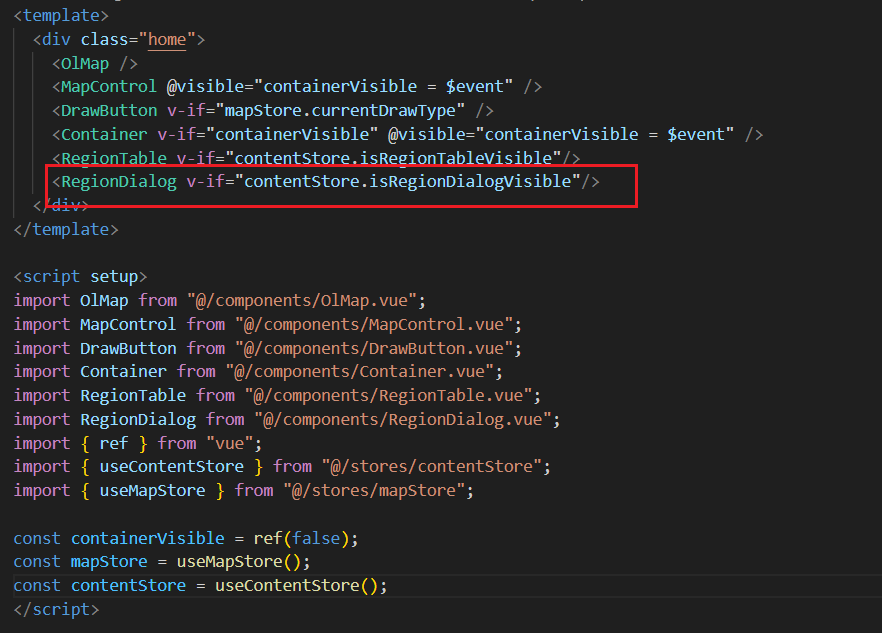 <template>
<div class="home">
<OlMap />
<MapControl @visible="containerVisible = $event" />
<DrawButton v-if="mapStore.currentDrawType" />
<Container v-if="containerVisible" @visible="containerVisible = $event" />
<RegionTable v-if="contentStore.isRegionTableVisible"/>
<RegionDialog v-if="contentStore.isRegionDialogVisible"/>
</div>
</template>
<script setup>
import OlMap from "@/components/OlMap.vue";
import MapControl from "@/components/MapControl.vue";
import DrawButton from "@/components/DrawButton.vue";
import Container from "@/components/Container.vue";
import RegionTable from "@/components/RegionTable.vue";
import RegionDialog from "@/components/RegionDialog.vue";
import { ref } from "vue";
import { useContentStore } from "@/stores/contentStore";
import { useMapStore } from "@/stores/mapStore";
const containerVisible = ref(false);
const mapStore = useMapStore();
const contentStore = useContentStore();
</script>